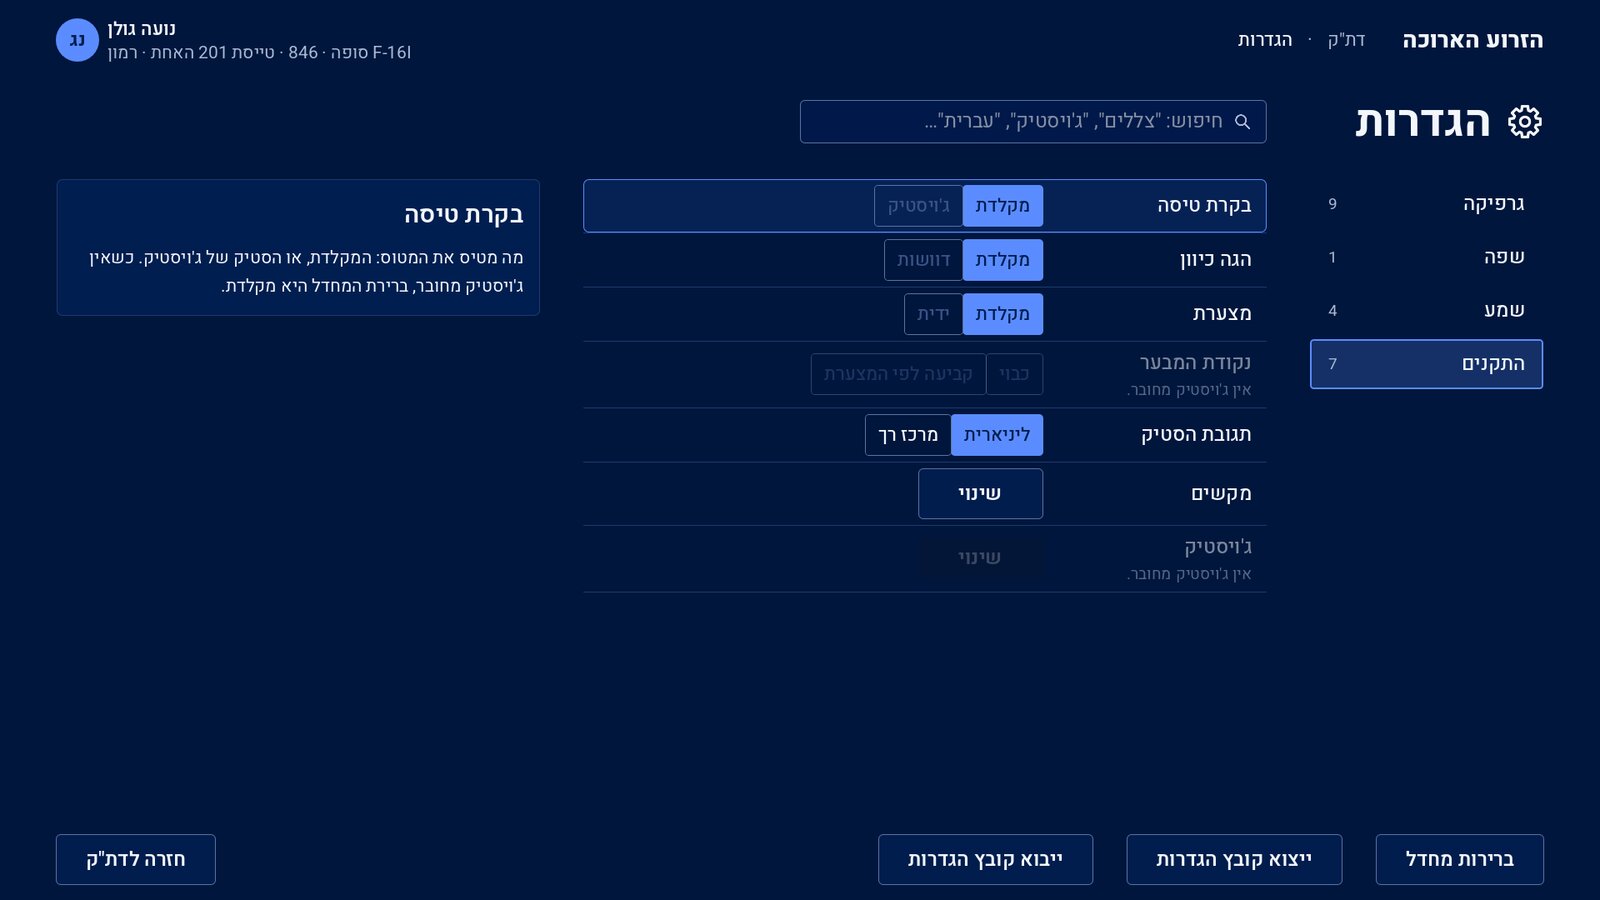 הזרוע הארוכה
דת"ק · הגדרות
נועה גולן
F-16I סופה · 846 · טייסת 201 האחת · רמון
נג
הגדרות
חיפוש: "צללים", "ג'ויסטיק", "עברית"...
גרפיקה 9
שפה 1
שמע 4
התקנים 7
בקרת טיסה מקלדת ג'ויסטיק
הגה כיוון מקלדת דוושות
מצערת מקלדת ידית
נקודת המבער כבוי קביעה לפי המצערת
אין ג'ויסטיק מחובר.
תגובת הסטיק ליניארית מרכז רך
מקשים שינוי
ג'ויסטיק שינוי
אין ג'ויסטיק מחובר.
בקרת טיסה
מה מטיס את המטוס: המקלדת, או הסטיק של ג'ויסטיק. כשאין
ג'ויסטיק מחובר, ברירת המחדל היא מקלדת.
ברירות מחדל
ייצוא קובץ הגדרות
ייבוא קובץ הגדרות
חזרה לדת"ק